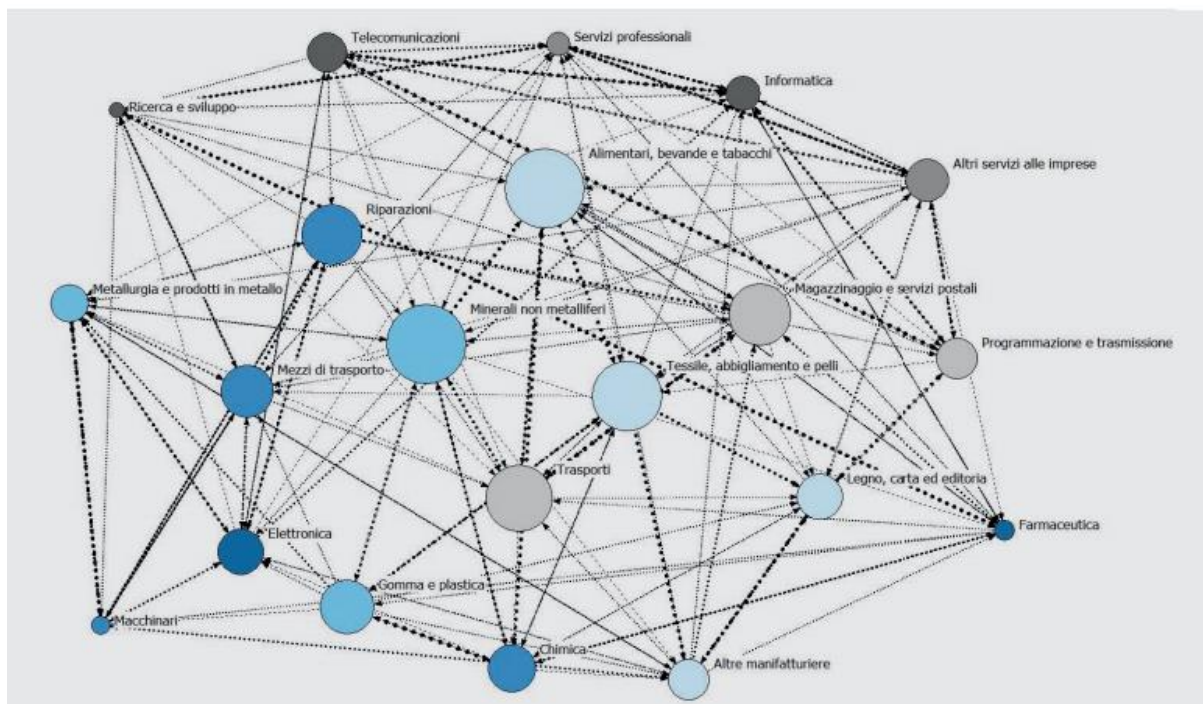 Telecomunicazioni
Servizi professionali
Informatica
Ricerca e sviluppo
Alimentari, bevande e tabacchi
Altri servizi alle imprese
Riparazioni
Metallurgia e prodotti in metallo
Magazzinaggio e servizi postali
Minerali non metalliferi
Programmazione e trasmissione
Mezzi di trasporto
Tessile, abbigliamento e pelli
Trasporti
Legno, carta ed editoria
Farmaceutica
Elettronica
Gomma e plastica
Macchinari
Chimica
Altre manifatturiere